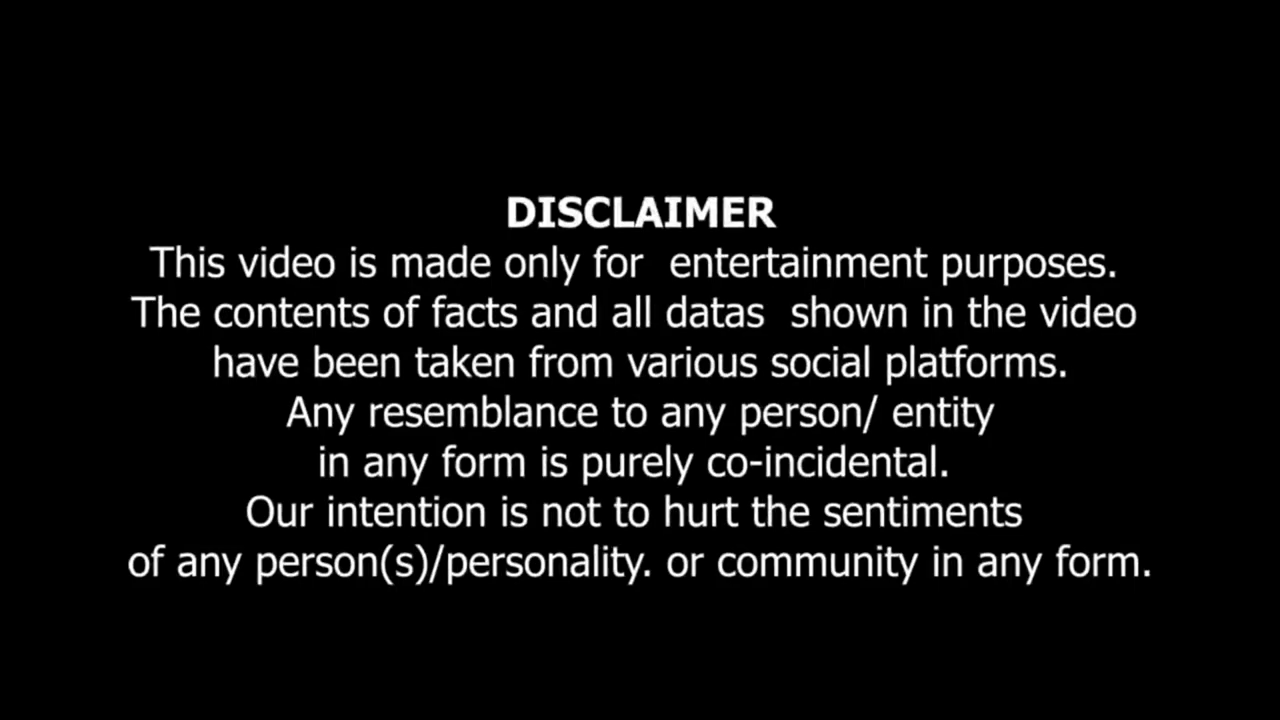 DISCLAIMER
This video is made only for  entertainment purposes.
The contents of facts and all datas  shown in the video
have been taken from various social platforms.
Any resemblance to any person/ entity
in any form is purely co-incidental.
Our intention is not to hurt the sentiments
of any person(s)/personality. or community in any form.